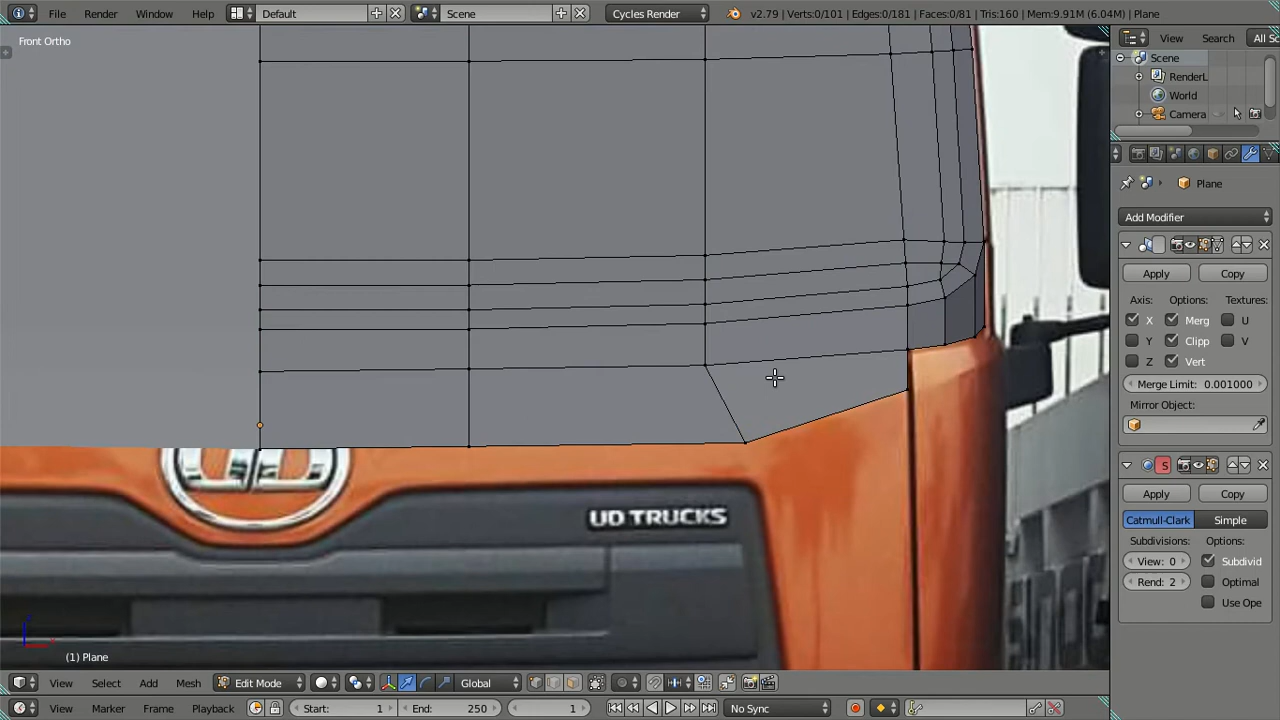 File Render Window Help Default Scene Cycles Render v2.79 | Verts:0/101 | Edges:0/181 | Faces:0/81 | Tris:160 | Mem:9.91M (6.04M) | Plane
Front Ortho
View Search All Sc
Scene
RenderL
World
Camera
Plane
Add Modifier
Apply Copy
Axis: Options: Textures:
X Merg U
Y Clipp V
Z Vert
Merge Limit: 0.001000
Mirror Object:
S
Apply Copy
Catmull-Clark Simple
Subdivisions: Options:
View: 0 Subdivid
Rend: 2 Optimal
Use Ope
UD
UD TRUCKS
(1) Plane
View Select Add Mesh Edit Mode Global
View Marker Frame Playback Start: 1 End: 250 1 No Sync